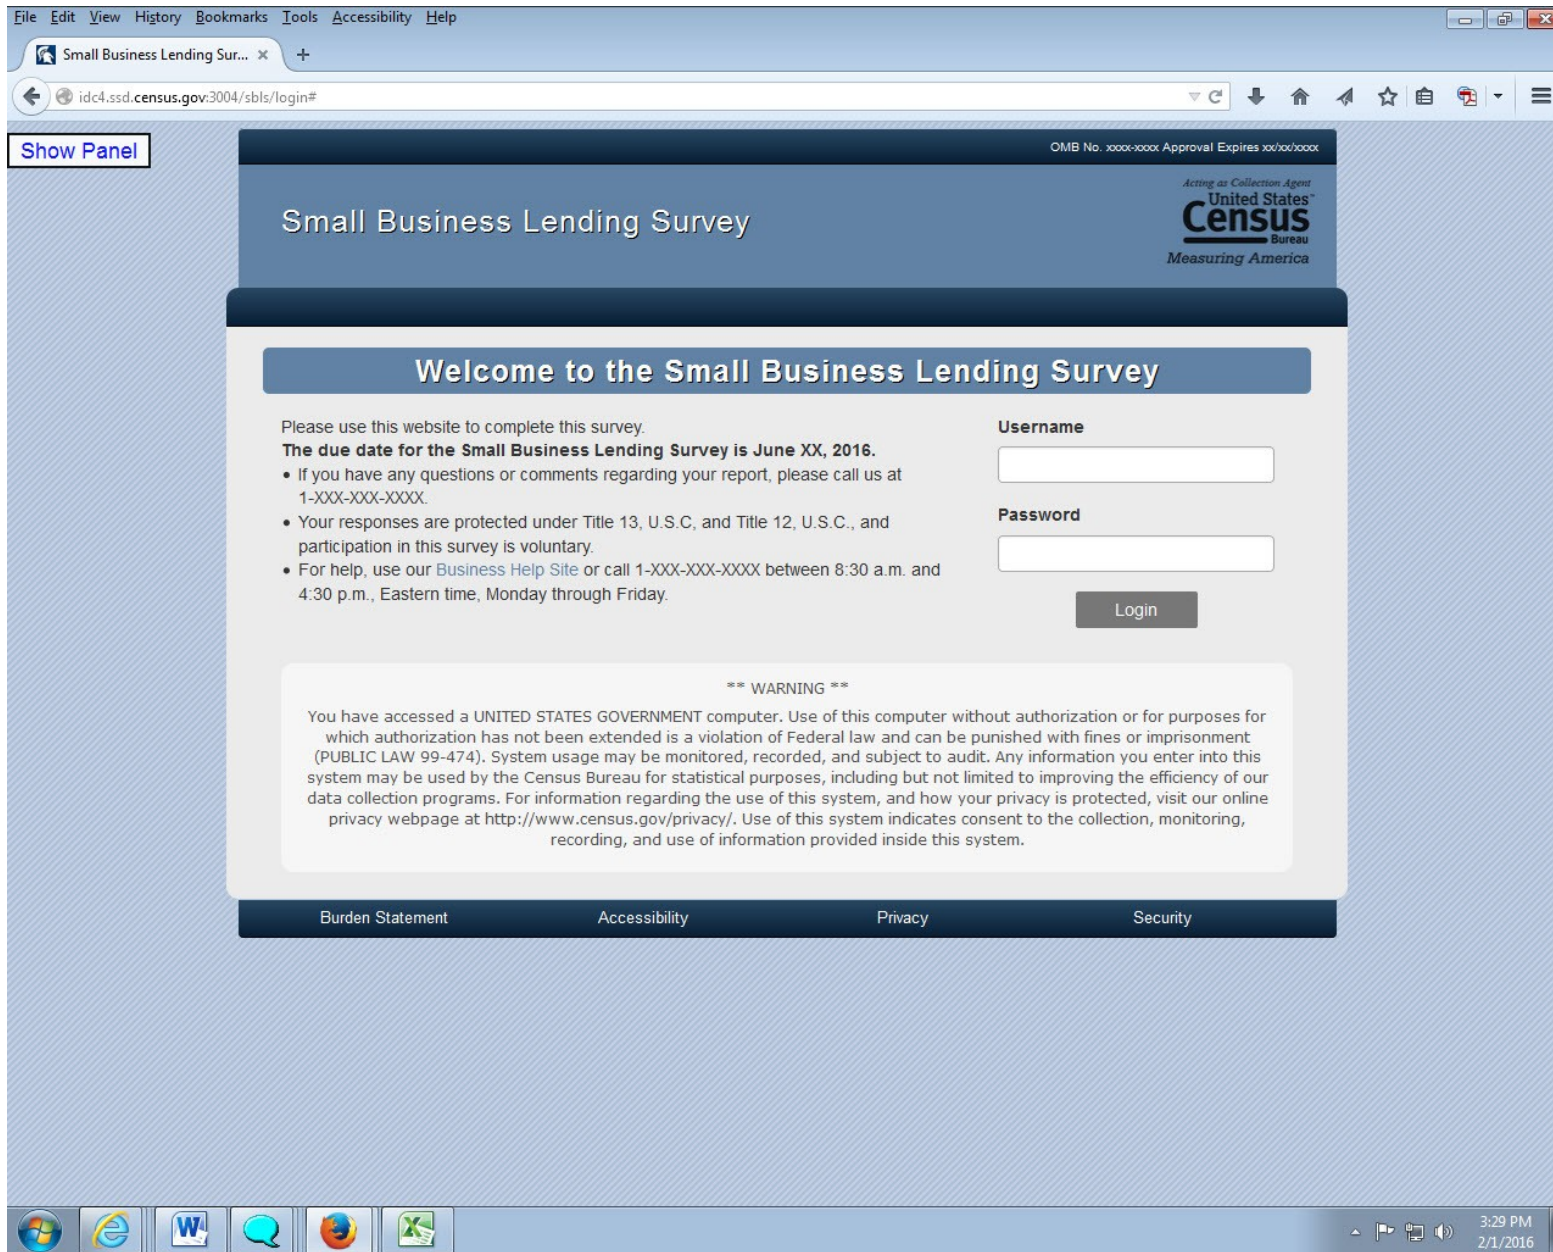 File Edit View History Bookmarks Tools Accessibility Help
Small Business Lending Sur...
idc4.ssd.census.gov:3004/sbls/login#
Show Panel
OMB No. xxxx-xxxx Approval Expires xx/xx/xxxx
Small Business Lending Survey
Acting as Collection Agent
United States™
Census
Bureau
Measuring America
Welcome to the Small Business Lending Survey
Please use this website to complete this survey.
The due date for the Small Business Lending Survey is June XX, 2016.
• If you have any questions or comments regarding your report, please call us at
1-XXX-XXX-XXXX.
• Your responses are protected under Title 13, U.S.C, and Title 12, U.S.C., and
participation in this survey is voluntary.
• For help, use our Business Help Site or call 1-XXX-XXX-XXXX between 8:30 a.m. and
4:30 p.m., Eastern time, Monday through Friday.
Username
Password
Login
** WARNING **
You have accessed a UNITED STATES GOVERNMENT computer. Use of this computer without authorization or for purposes for
which authorization has not been extended is a violation of Federal law and can be punished with fines or imprisonment
(PUBLIC LAW 99-474). System usage may be monitored, recorded, and subject to audit. Any information you enter into this
system may be used by the Census Bureau for statistical purposes, including but not limited to improving the efficiency of our
data collection programs. For information regarding the use of this system, and how your privacy is protected, visit our online
privacy webpage at http://www.census.gov/privacy/. Use of this system indicates consent to the collection, monitoring,
recording, and use of information provided inside this system.
Burden Statement Accessibility Privacy Security
3:29 PM
2/1/2016